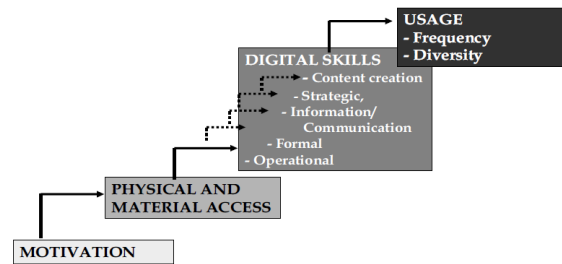 USAGE
- Frequency
- Diversity
DIGITAL SKILLS
- Content creation
- Strategic,
- Information/
Communication
- Formal
- Operational
PHYSICAL AND
MATERIAL ACCESS
MOTIVATION